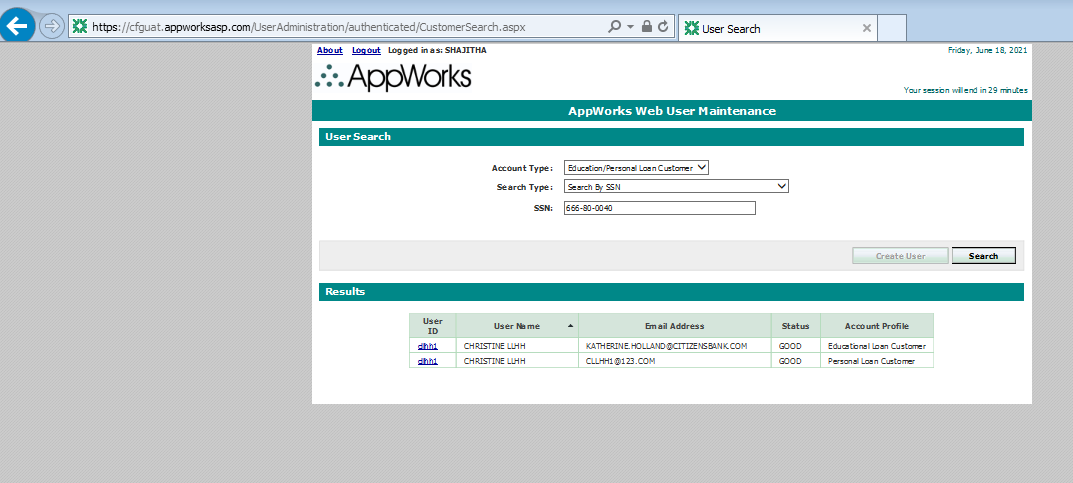 https://cfguat.appworksasp.com/UserAdministration/authenticated/CustomerSearch.aspx
User Search
About Logout Logged in as: SHAJITHA Friday, June 18, 2021
AppWorks
Your session will end in 29 minutes
AppWorks Web User Maintenance
User Search
Account Type: Education/Personal Loan Customer
Search Type: Search By SSN
SSN: 666-80-0040
Create User Search
Results
User ID User Name Email Address Status Account Profile
clhh1 CHRISTINE LLHH KATHERINE.HOLLAND@CITIZENSBANK.COM GOOD Educational Loan Customer
clhh1 CHRISTINE LLHH CLLHH1@123.COM GOOD Personal Loan Customer